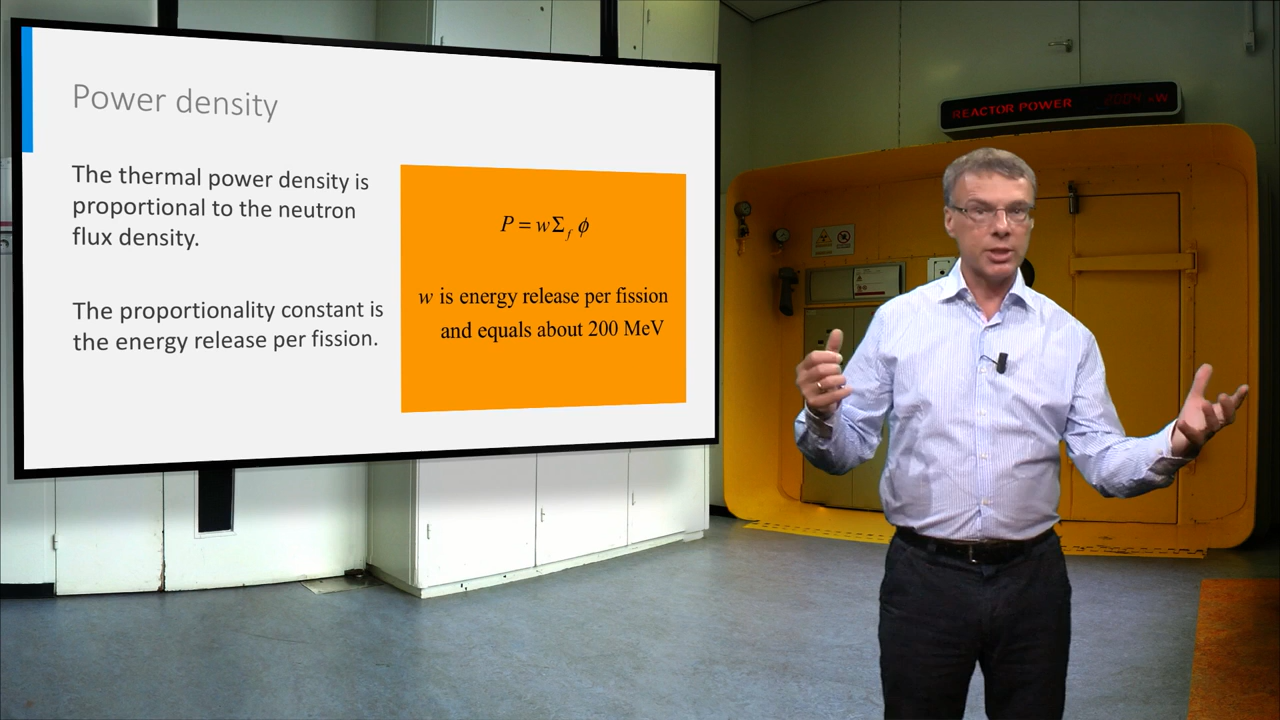 Power density
The thermal power density is
proportional to the neutron
flux density.
The proportionality constant is
the energy release per fission.
P = wΣf ϕ
w is energy release per fission
and equals about 200 MeV
REACTOR POWER